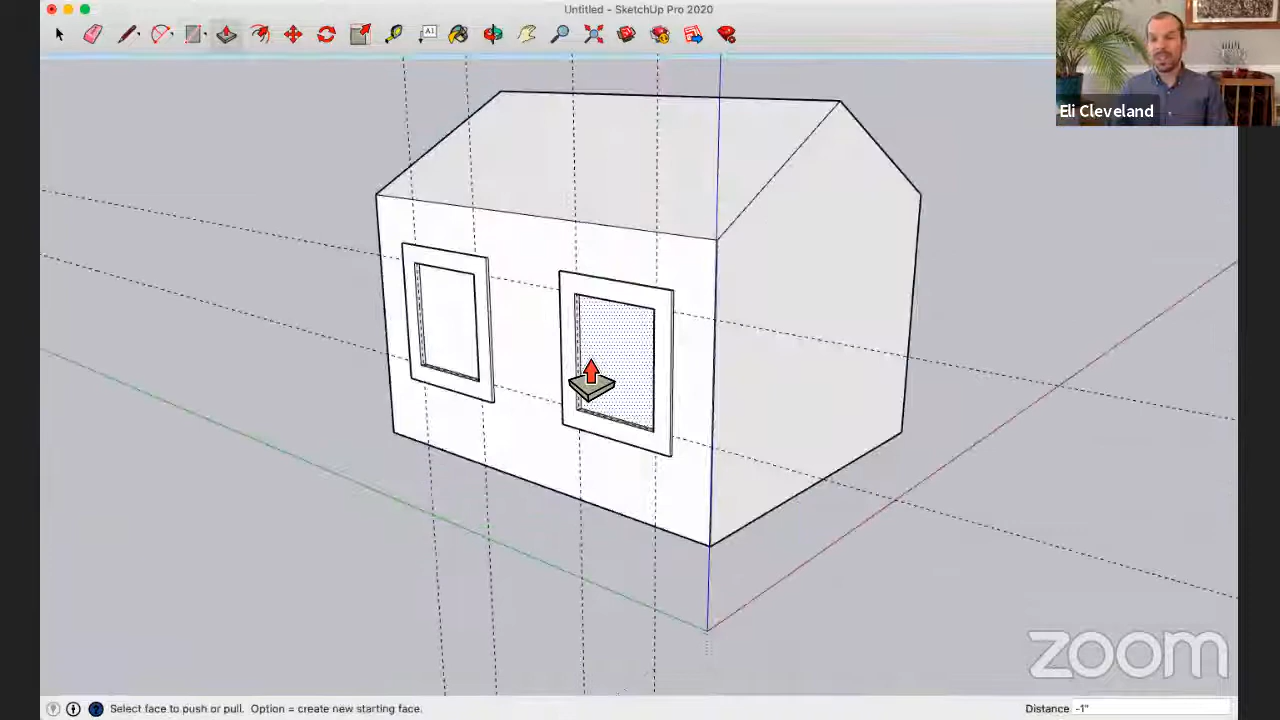 Untitled - SketchUp Pro 2020
A1
Eli Cleveland
zoom
Select face to push or pull. Option = create new starting face.
Distance -1"